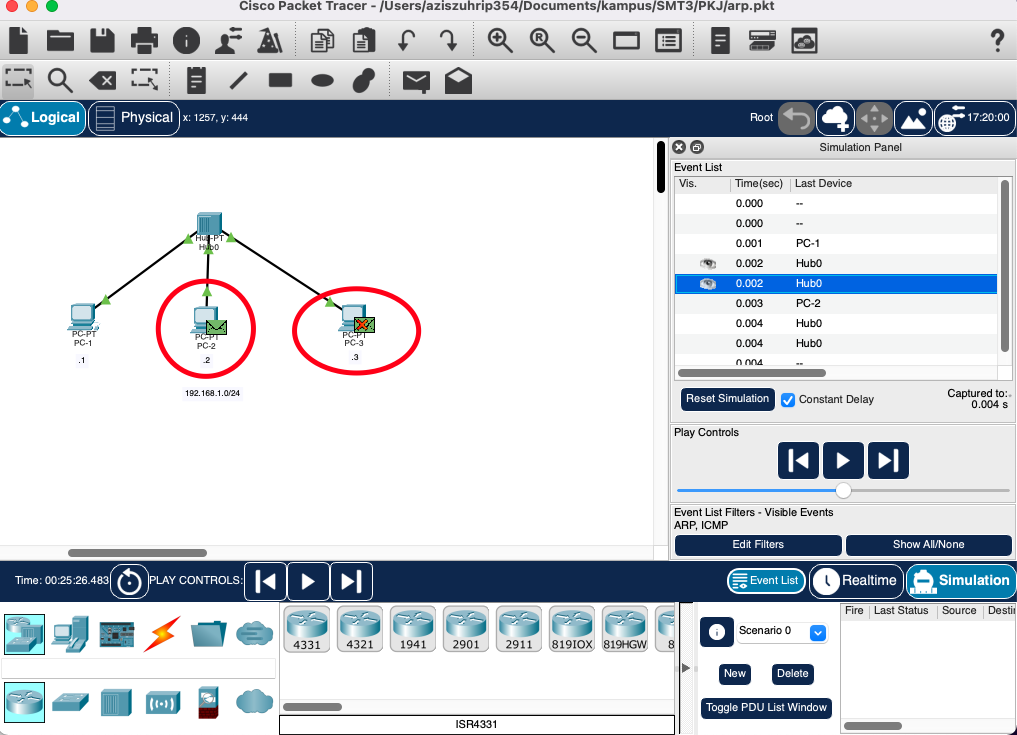 Cisco Packet Tracer - /Users/aziszuhrip354/Documents/kampus/SMT3/PKJ/arp.pkt
Logical
Physical
x: 1257, y: 444
Root
17:20:00
Simulation Panel
Event List
Vis. Time(sec) Last Device
0.000 --
0.000 --
0.001 PC-1
0.002 Hub0
0.002 Hub0
0.003 PC-2
0.004 Hub0
0.004 Hub0
0.004 --
Reset Simulation
Constant Delay
Captured to:
0.004 s
Play Controls
Event List Filters - Visible Events
ARP, ICMP
Edit Filters
Show All/None
Hub-PT
Hub0
PC-PT
PC-1
.1
PC-PT
PC-2
.2
PC-PT
PC-3
.3
192.168.1.0/24
Time: 00:25:26.483
PLAY CONTROLS:
Event List
Realtime
Simulation
4331
4321
1941
2901
2911
819IOX
819HGW
8
ISR4331
Scenario 0
New
Delete
Toggle PDU List Window
Fire Last Status Source Destin